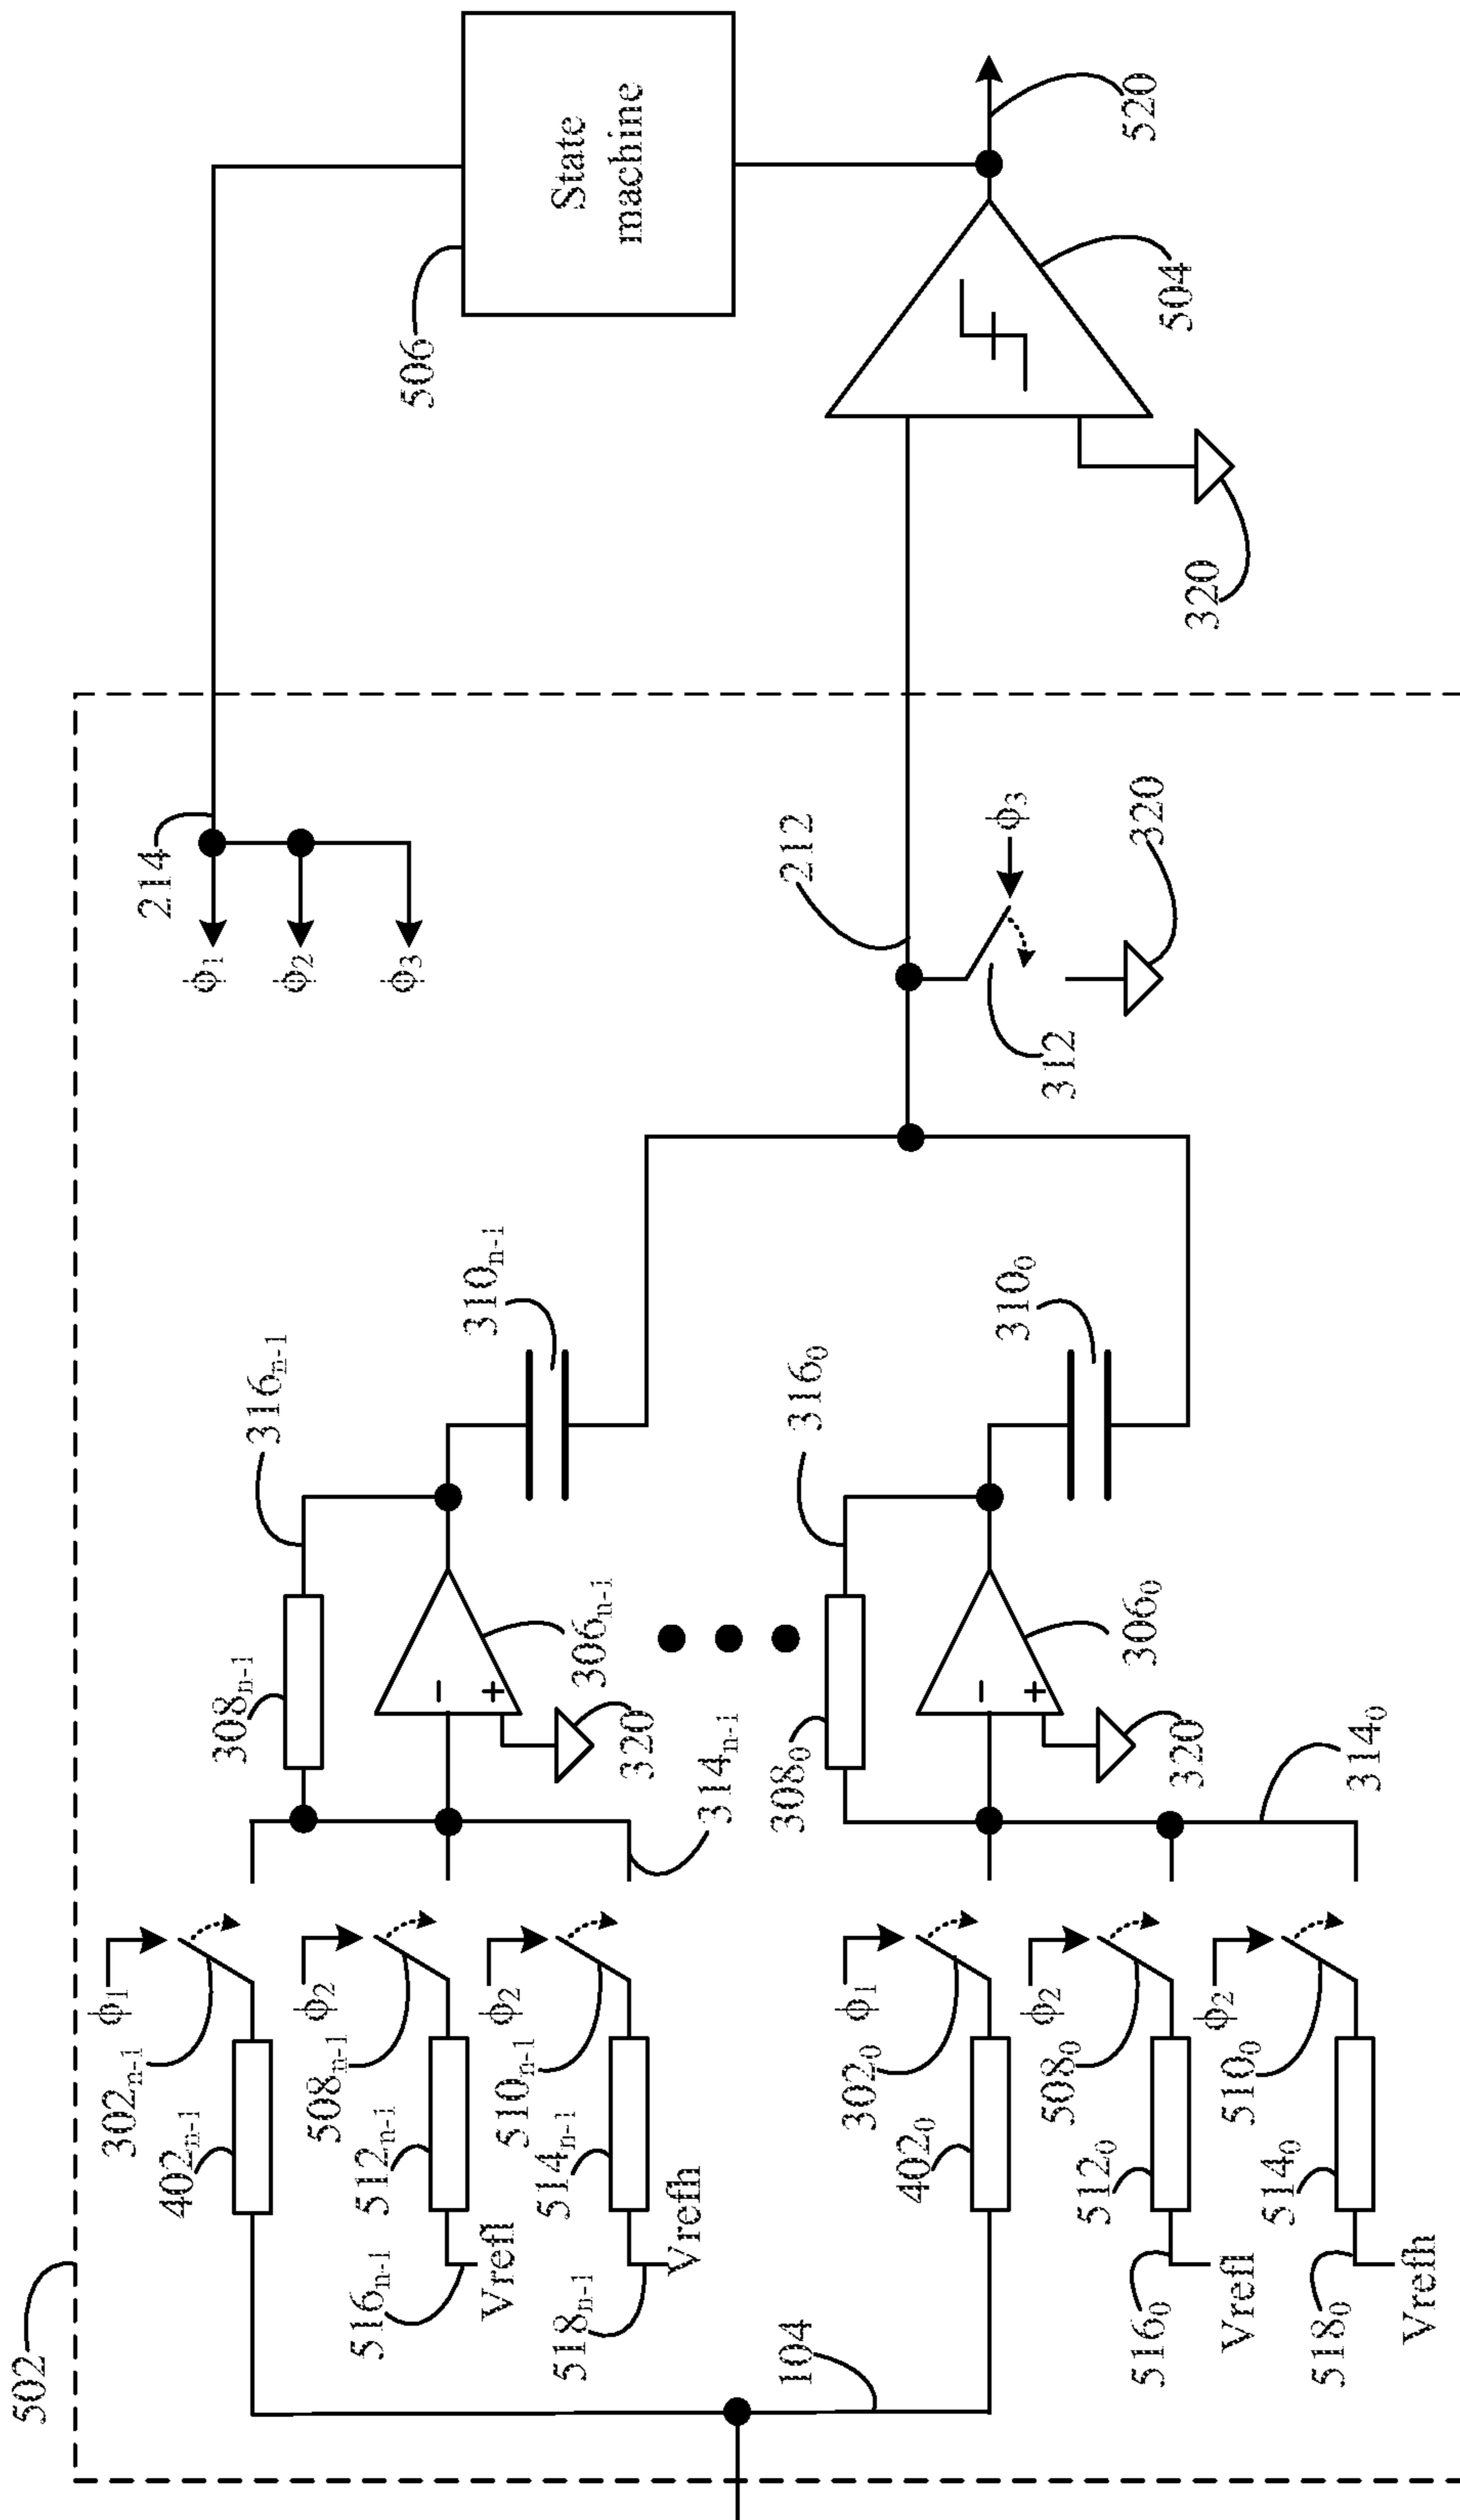 502
φ₁
302ₙ₋₁
402ₙ₋₁
φ₂
508ₙ₋₁
512ₙ₋₁
516ₙ₋₁
Vrefl
φ₂
510ₙ₋₁
514ₙ₋₁
518ₙ₋₁
Vrefh
104
φ₁
302₀
402₀
φ₂
508₀
512₀
516₀
Vrefl
φ₂
510₀
514₀
518₀
Vrefh
308ₙ₋₁
316ₙ₋₁
−
+
306ₙ₋₁
320
314ₙ₋₁
310ₙ₋₁
308₀
316₀
−
+
306₀
320
314₀
310₀
214
φ₁
φ₂
φ₃
212
φ₃
312
320
506
State
machine
504
320
520